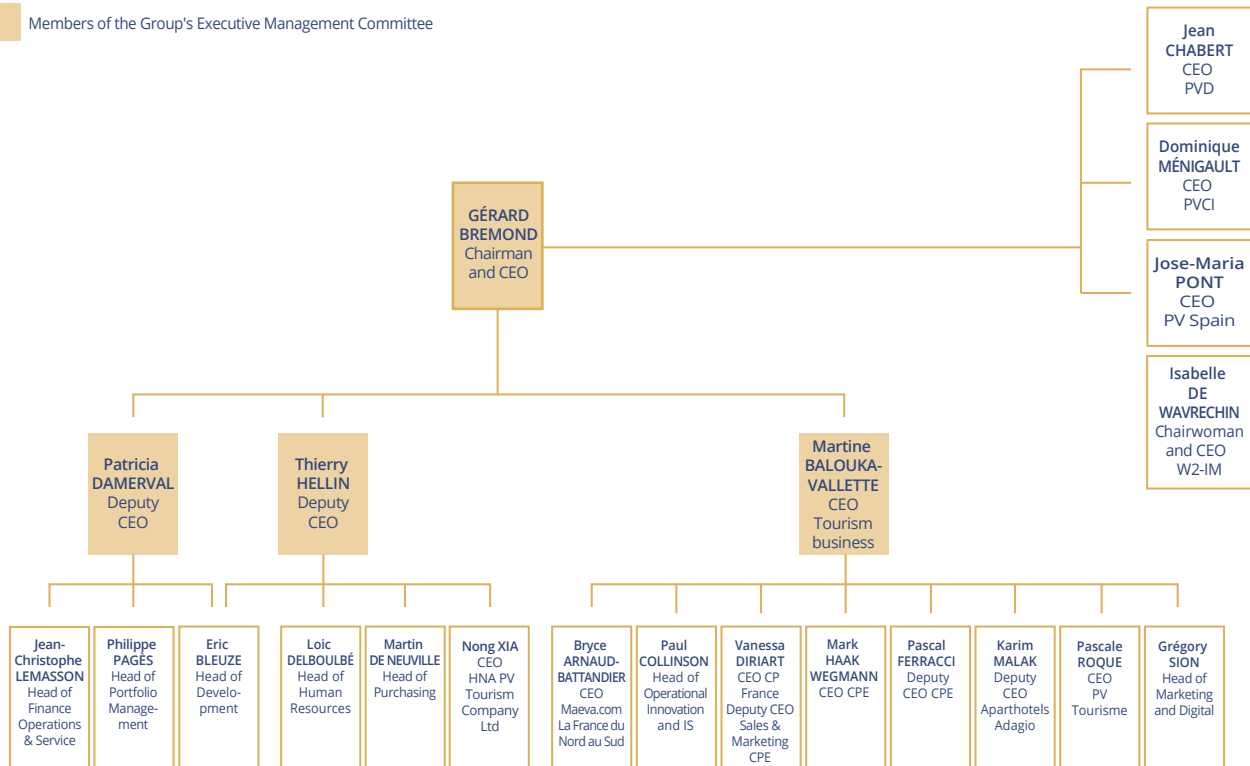 Members of the Group's Executive Management Committee
Jean
CHABERT
CEO
PVD
Dominique
MÉNIGAULT
CEO
PVCI
Jose-Maria
PONT
CEO
PV Spain
Isabelle
DE
WAVRECHIN
Chairwoman
and CEO
W2-IM
GÉRARD
BREMOND
Chairman
and CEO
Patricia
DAMERVAL
Deputy
CEO
Thierry
HELLIN
Deputy
CEO
Martine
BALOUKA-
VALLETTE
CEO
Tourism
business
Jean-
Christophe
LEMASSON
Head of
Finance
Operations
& Service
Philippe
PAGÈS
Head of
Portfolio
Manage-
ment
Eric
BLEUZE
Head of
Develo-
pment
Loic
DELBOULBÉ
Head of
Human
Resources
Martin
DE NEUVILLE
Head of
Purchasing
Nong XIA
CEO
HNA PV
Tourism
Company
Ltd
Bryce
ARNAUD-
BATTANDIER
CEO
Maeva.com
La France du
Nord au Sud
Paul
COLLINSON
Head of
Operational
Innovation
and IS
Vanessa
DIRIART
CEO CP
France
Deputy CEO
Sales &
Marketing
CPE
Mark
HAAK
WEGMANN
CEO CPE
Pascal
FERRACCI
Deputy
CEO CPE
Karim
MALAK
Deputy
CEO
Aparthotels
Adagio
Pascale
ROQUE
CEO
PV
Tourisme
Grégory
SION
Head of
Marketing
and Digital